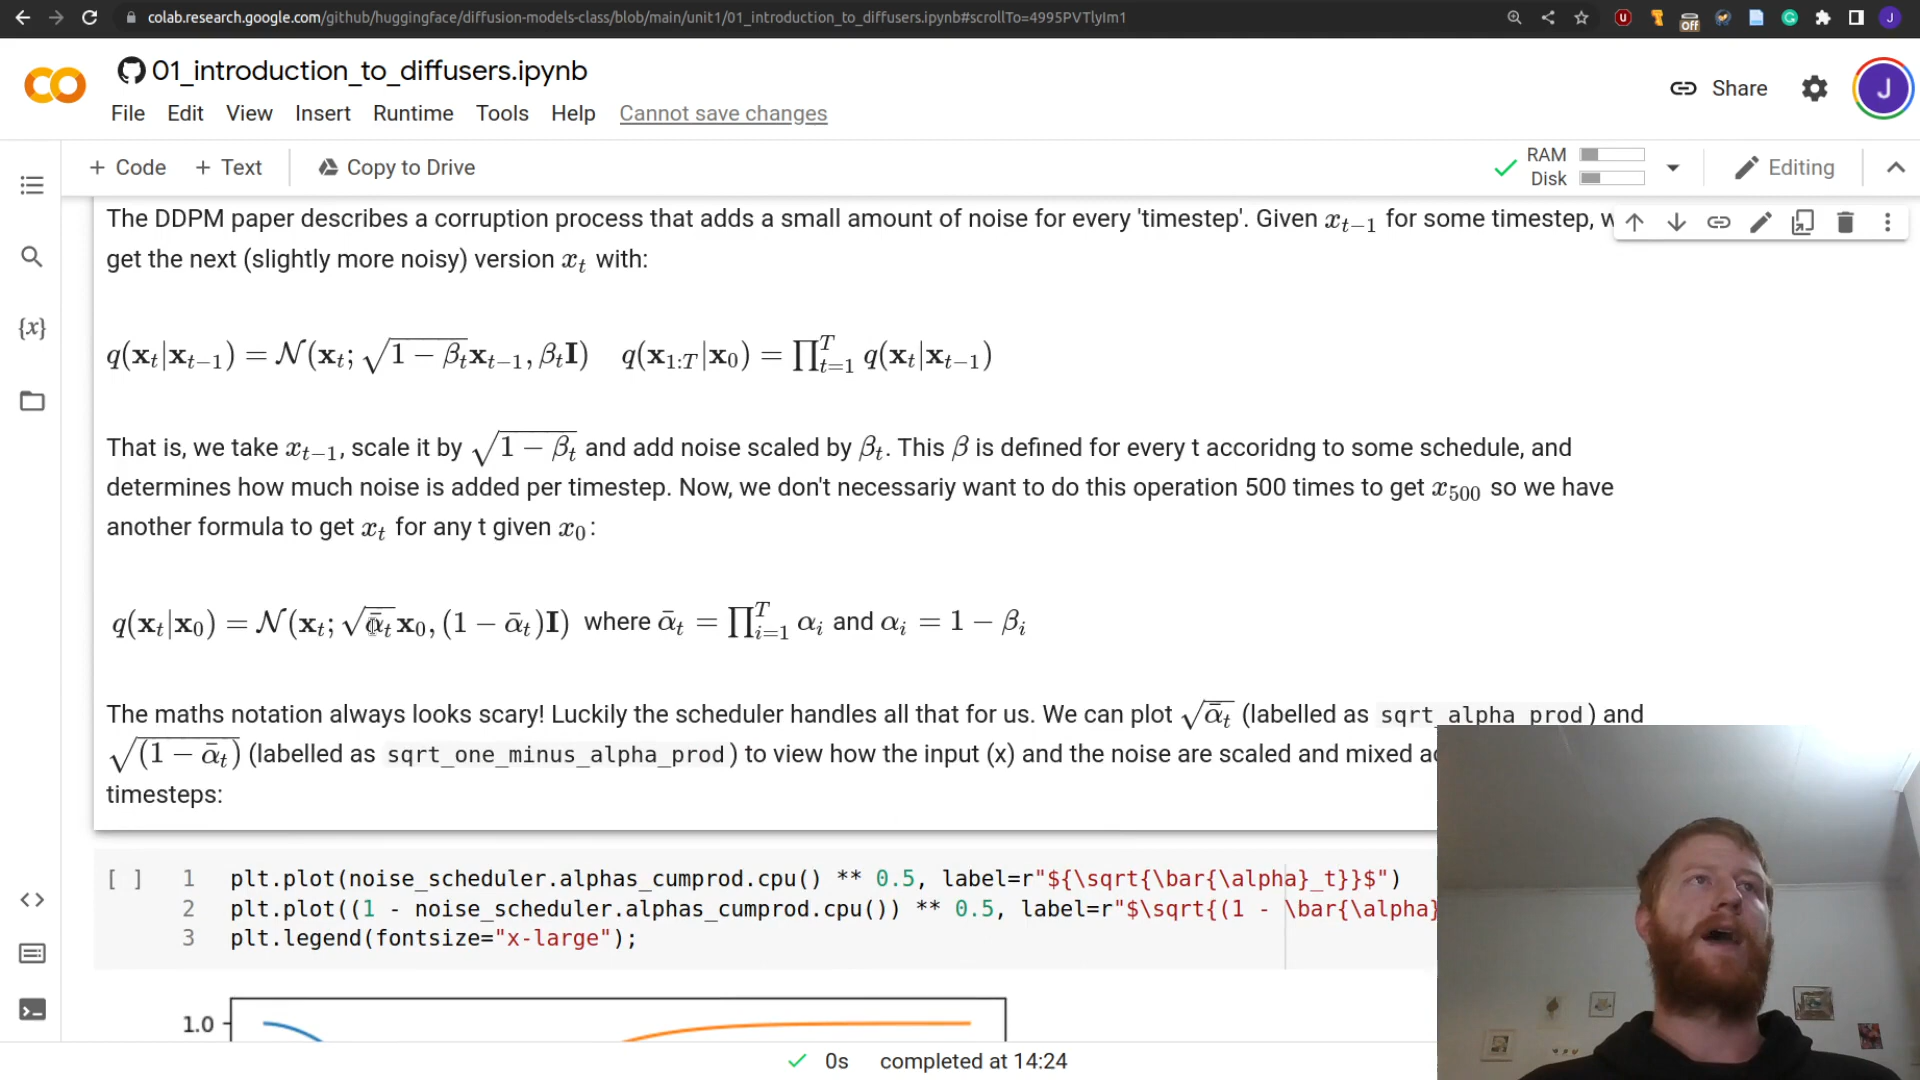 colab.research.google.com/github/huggingface/diffusion-models-class/blob/main/unit1/01_introduction_to_diffusers.ipynb#scrollTo=4995PVTlyIm1
Off
J
01_introduction_to_diffusers.ipynb
Share
J
File Edit View Insert Runtime Tools Help Cannot save changes
+ Code + Text Copy to Drive
RAM
Disk
Editing
The DDPM paper describes a corruption process that adds a small amount of noise for every 'timestep'. Given x_{t−1} for some timestep,
get the next (slightly more noisy) version x_t with:
q(x_t|x_{t−1}) = N(x_t; √(1 − β_t)x_{t−1}, β_tI) q(x_{1:T}|x_0) = ∏_{t=1}^T q(x_t|x_{t−1})
That is, we take x_{t−1}, scale it by √(1 − β_t) and add noise scaled by β_t. This β is defined for every t accoridng to some schedule, and
determines how much noise is added per timestep. Now, we don't necessariy want to do this operation 500 times to get x_{500} so we have
another formula to get x_t for any t given x_0:
q(x_t|x_0) = N(x_t; √ᾱ_t x_0, (1 − ᾱ_t)I) where ᾱ_t = ∏_{i=1}^T α_i and α_i = 1 − β_i
The maths notation always looks scary! Luckily the scheduler handles all that for us. We can plot √ᾱ_t (labelled as sqrt_alpha_prod) and
√(1 − ᾱ_t) (labelled as sqrt_one_minus_alpha_prod) to view how the input (x) and the noise are scaled and mixed
timesteps:
[ ] 1 plt.plot(noise_scheduler.alphas_cumprod.cpu() ** 0.5, label=r"${\sqrt{\bar{\alpha}_t}}$")
2 plt.plot((1 - noise_scheduler.alphas_cumprod.cpu()) ** 0.5, label=r"$\sqrt{(1 - \bar{\alpha}
3 plt.legend(fontsize="x-large");
1.0
0s completed at 14:24